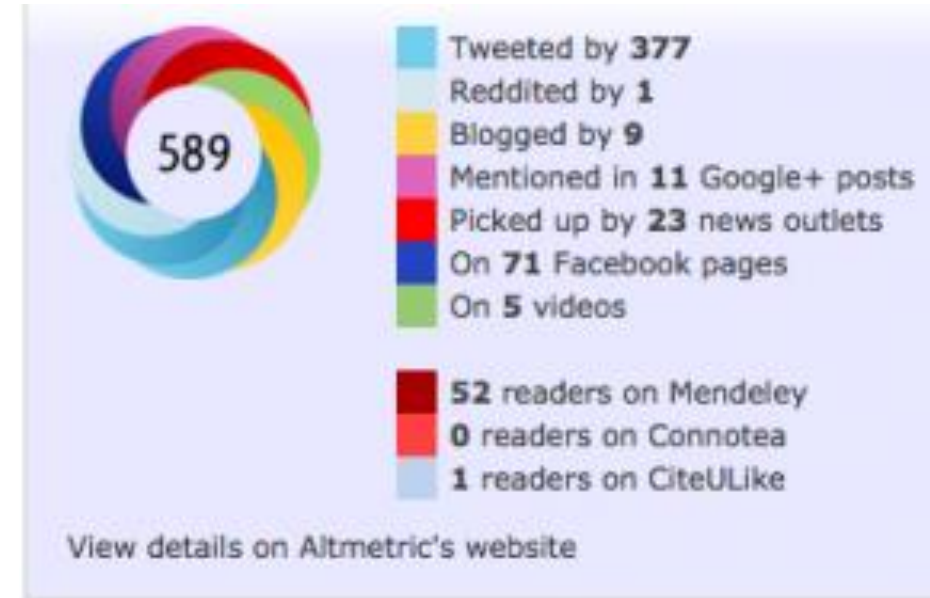 589
Tweeted by 377
Reddited by 1
Blogged by 9
Mentioned in 11 Google+ posts
Picked up by 23 news outlets
On 71 Facebook pages
On 5 videos
52 readers on Mendeley
0 readers on Connotea
1 readers on CiteULike
View details on Altmetric's website